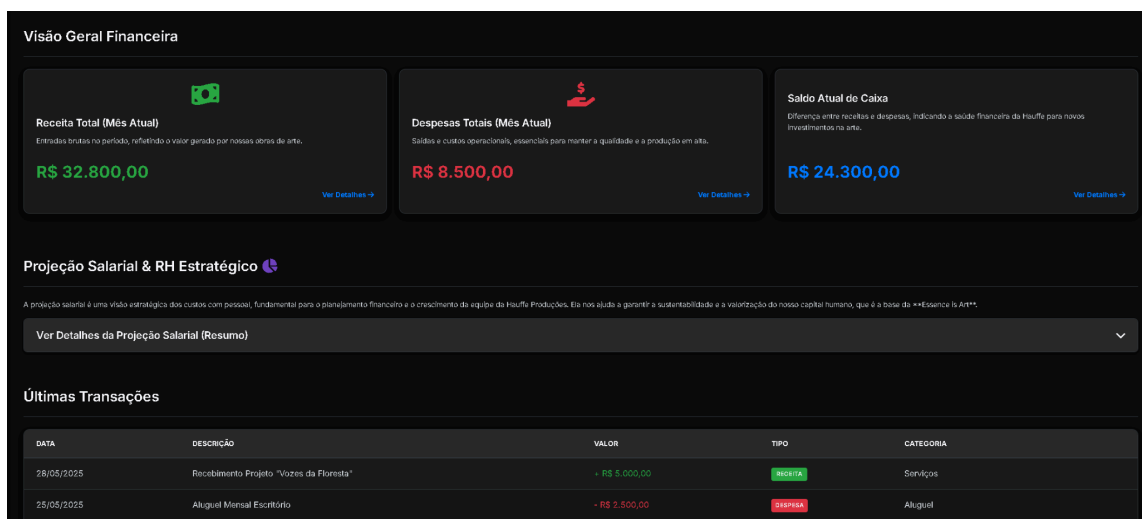 Visão Geral Financeira
Receita Total (Mês Atual)
Entradas brutas no período, refletindo o valor gerado por nossas obras de arte.
R$ 32.800,00
Ver Detalhes →
Despesas Totais (Mês Atual)
Saídas e custos operacionais, essenciais para manter a qualidade e a produção em alta.
R$ 8.500,00
Ver Detalhes →
Saldo Atual de Caixa
Diferença entre receitas e despesas, indicando a saúde financeira da Hauffe para novos
investimentos na arte.
R$ 24.300,00
Ver Detalhes →
Projeção Salarial & RH Estratégico
A projeção salarial é uma visão estratégica dos custos com pessoal, fundamental para o planejamento financeiro e o crescimento da equipe da Hauffe Produções. Ela nos ajuda a garantir a sustentabilidade e a valorização do nosso capital humano, que é a base da **Essence is Art**.
Ver Detalhes da Projeção Salarial (Resumo)
Últimas Transações
DATA DESCRIÇÃO VALOR TIPO CATEGORIA
28/05/2025 Recebimento Projeto "Vozes da Floresta" + R$ 5.000,00 RECEITA Serviços
25/05/2025 Aluguel Mensal Escritório - R$ 2.500,00 DESPESA Aluguel